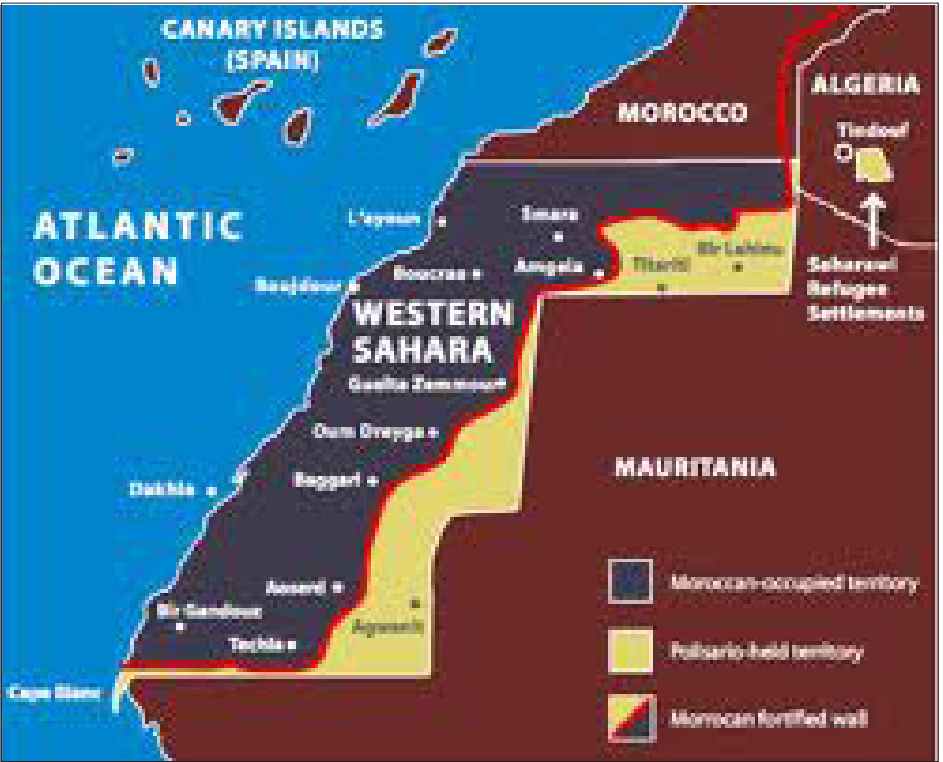 CANARY ISLANDS
(SPAIN)
MOROCCO
ALGERIA
Tindouf
ATLANTIC
OCEAN
L'ayoun
Smara
Bir Lahlou
Boucraa
Amgala
Tifariti
Boujdour
Saharawi
Refugee
Settlements
WESTERN
SAHARA
Guelta Zemmour
Oum Dreyga
MAURITANIA
Baggari
Dakhla
Moroccan-occupied territory
Aousard
Bir Gandouz
Agwanit
Techla
Polisario-held territory
Cape Blanc
Morrocan fortified wall